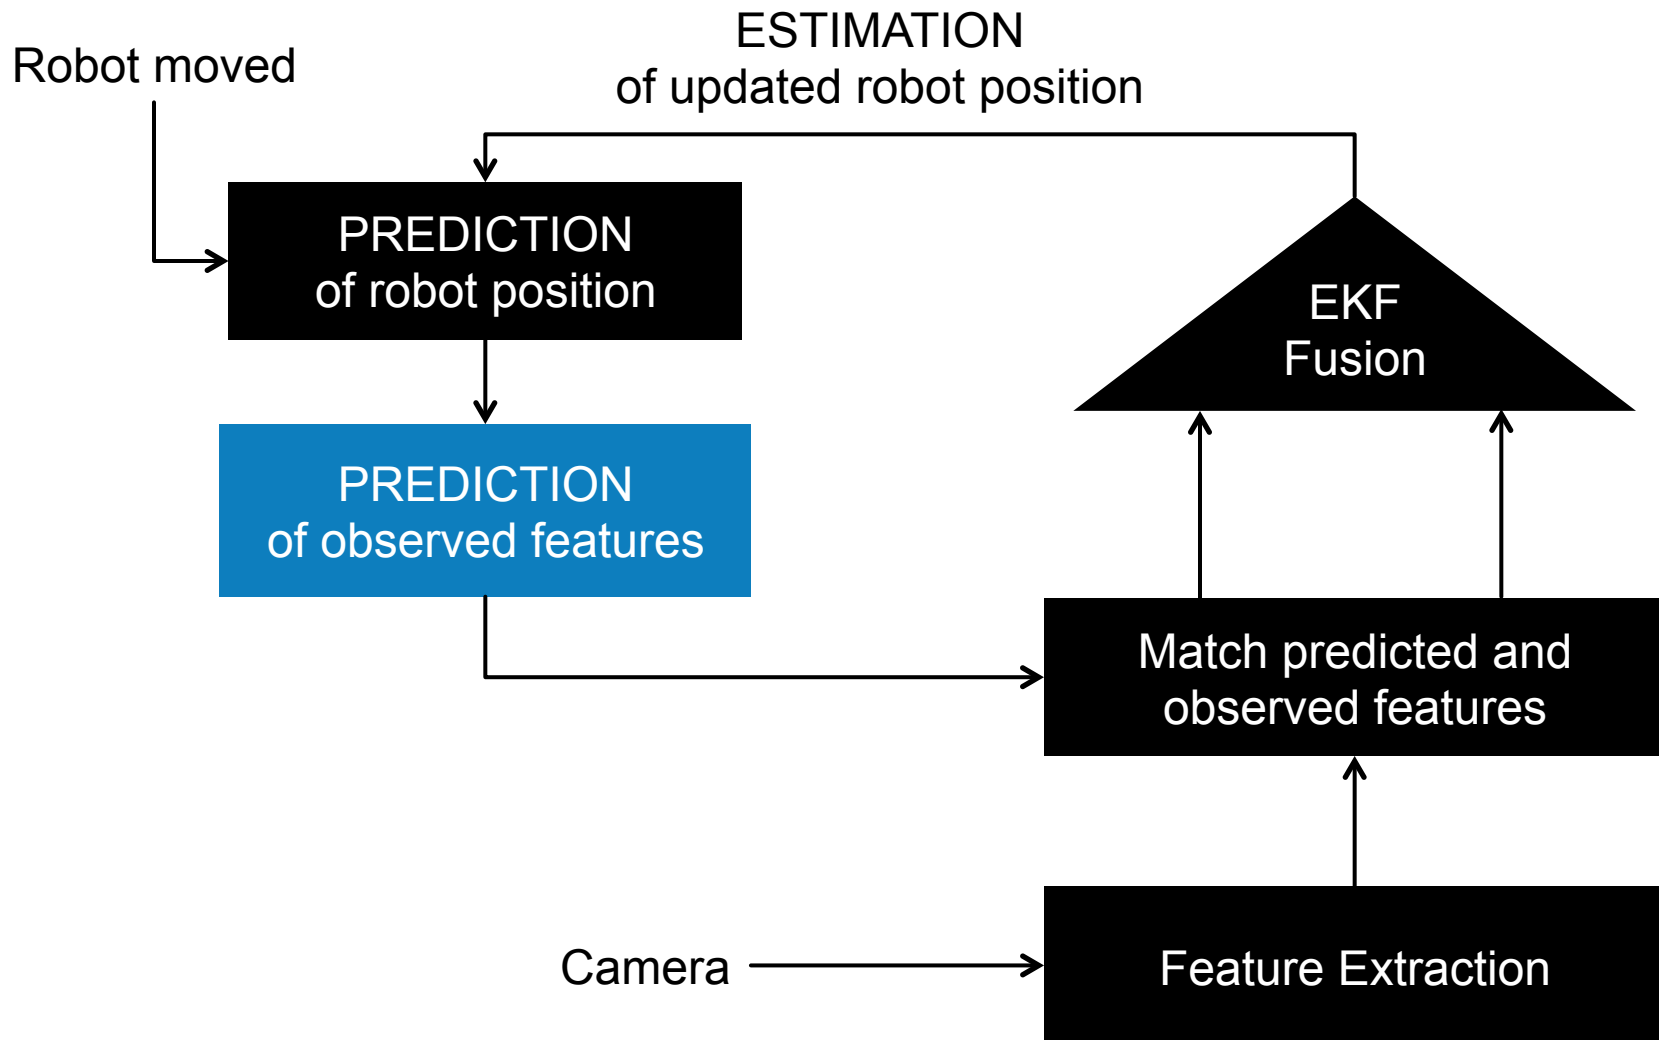 ESTIMATION
of updated robot position
Robot moved
PREDICTION
of robot position
EKF
Fusion
PREDICTION
of observed features
Match predicted and
observed features
Camera
Feature Extraction